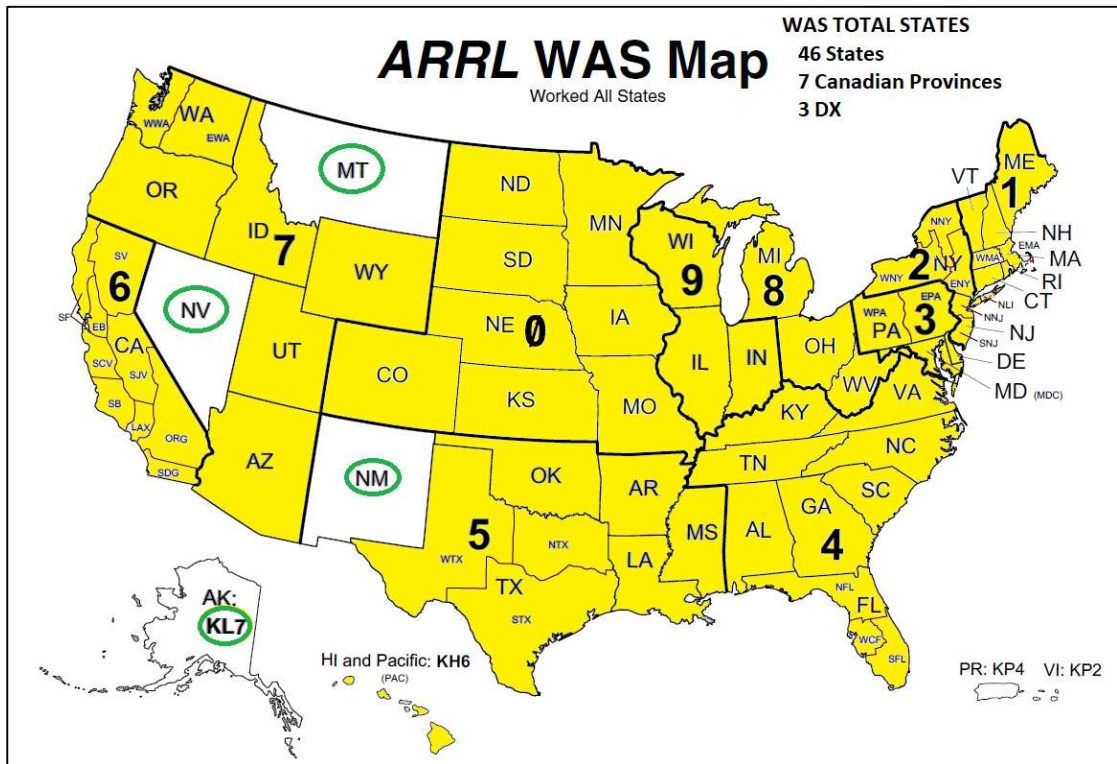 WAS TOTAL STATES
46 States
7 Canadian Provinces
3 DX
ARRL WAS Map
Worked All States
WWA
WA
EWA
OR
ID
7
MT
WY
ND
SD
NE
0
KS
CO
MN
IA
MO
WI
9
IL
IN
MI
8
OH
KY
WV
VA
NC
SC
TN
GA
4
AL
MS
NFL
FL
WCF
SFL
AR
LA
OK
5
WTX
NTX
TX
STX
NM
AZ
UT
NV
SV
6
SF
EB
CA
SCV
SJV
SB
LAX
ORG
SDG
ME
1
VT
NH
EMA
MA
WMA
RI
CT
NNY
2
NY
WNY
ENY
NLI
EPA
WPA
3
PA
NNJ
NJ
SNJ
DE
MD (MDC)
AK:
KL7
HI and Pacific: KH6
(PAC)
PR: KP4 VI: KP2